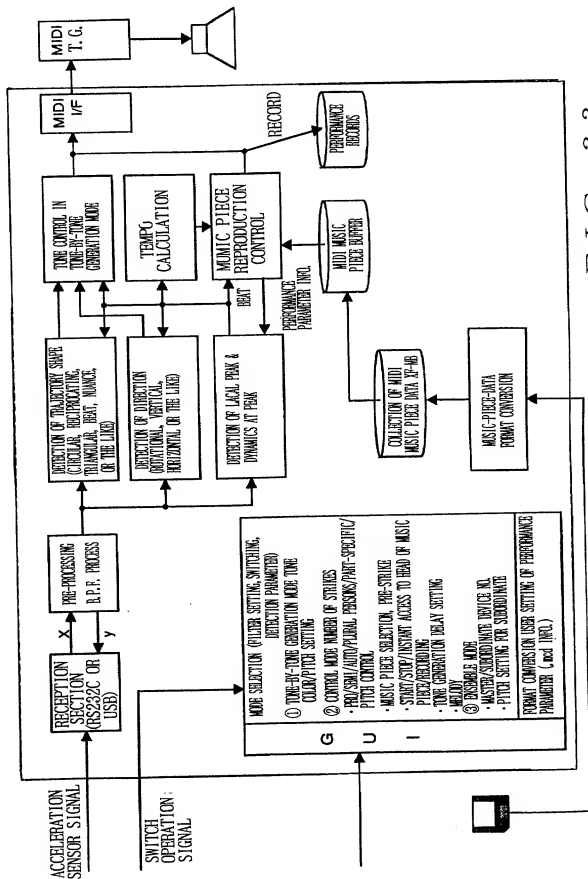 ACCELERATION
SENSOR SIGNAL
SWITCH
OPERATION:
SIGNAL
RECEPTION
SECTION
(RS232C OR
USB)
X
y
PRE-PROCESSING
B.P.F. PROCESS
DETECTION OF TRAJECTORY SHAPE
(CIRCULAR, RECIPROCATING,
TRIANGULAR, BEAT, NUANCE,
OR THE LIKE)
DETECTION OF DIRECTION
(ROTATIONAL, VERTICAL,
HORIZONTAL OR THE LIKE)
DETECTION OF LACAL PEAK &
DYNAMICS AT PEAK
TONE CONTROL IN
TONE-BY-TONE
GENERATION MODE
TEMPO
CALCULATION
BEAT
MUMIC PIECE
REPRODUCTION
CONTROL
PERFORMANCE
PARAMETER INFO.
MIDI
I/F
MIDI
T. G.
RECORD
PERFORMANCE
RECORDS
MIDI MUSIC
PIECE BUFFER
COLLECTION OF MIDI
MUSIC PIECE DATA XP-MB
MUSIC-PIECE-DATA
FORMAT CONVERSION
G U I
MODE SELECTION (FILTER SETTING, SWITCHING,
DETECTION PARAMETER)
① TONE-BY-TONE GENERATION MODE TONE
COLOR/PITCH SETTING
② CONTROL MODE NUMBER OF STRIKES
・PRO/SEMI/AUTO/PLURAL PERSONS/PART-SPECIFIC/
PITCH CONTROL
・MUSIC PIECE SELECTION, PRE-STRIKE
・START/STOP/INSTANT ACCESS TO HEAD OF MUSIC
PIECE/RECORDING
・TONE GENERATION DELAY SETTING
・MELODY
③ ENSEMBLE MODE
・MASTER/SUBORDINATE DEVICE NO.
・PITCH SETTING FOR SUBORDINATE
FORMAT CONVERSION USER SETTING OF PERFORMANCE
PARAMETER (.mcd INFO.)